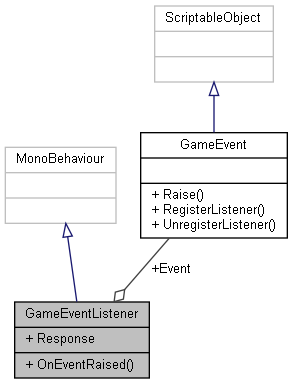 ScriptableObject
GameEvent
+ Raise()
+ RegisterListener()
+ UnregisterListener()
MonoBehaviour
+Event
GameEventListener
+ Response
+ OnEventRaised()